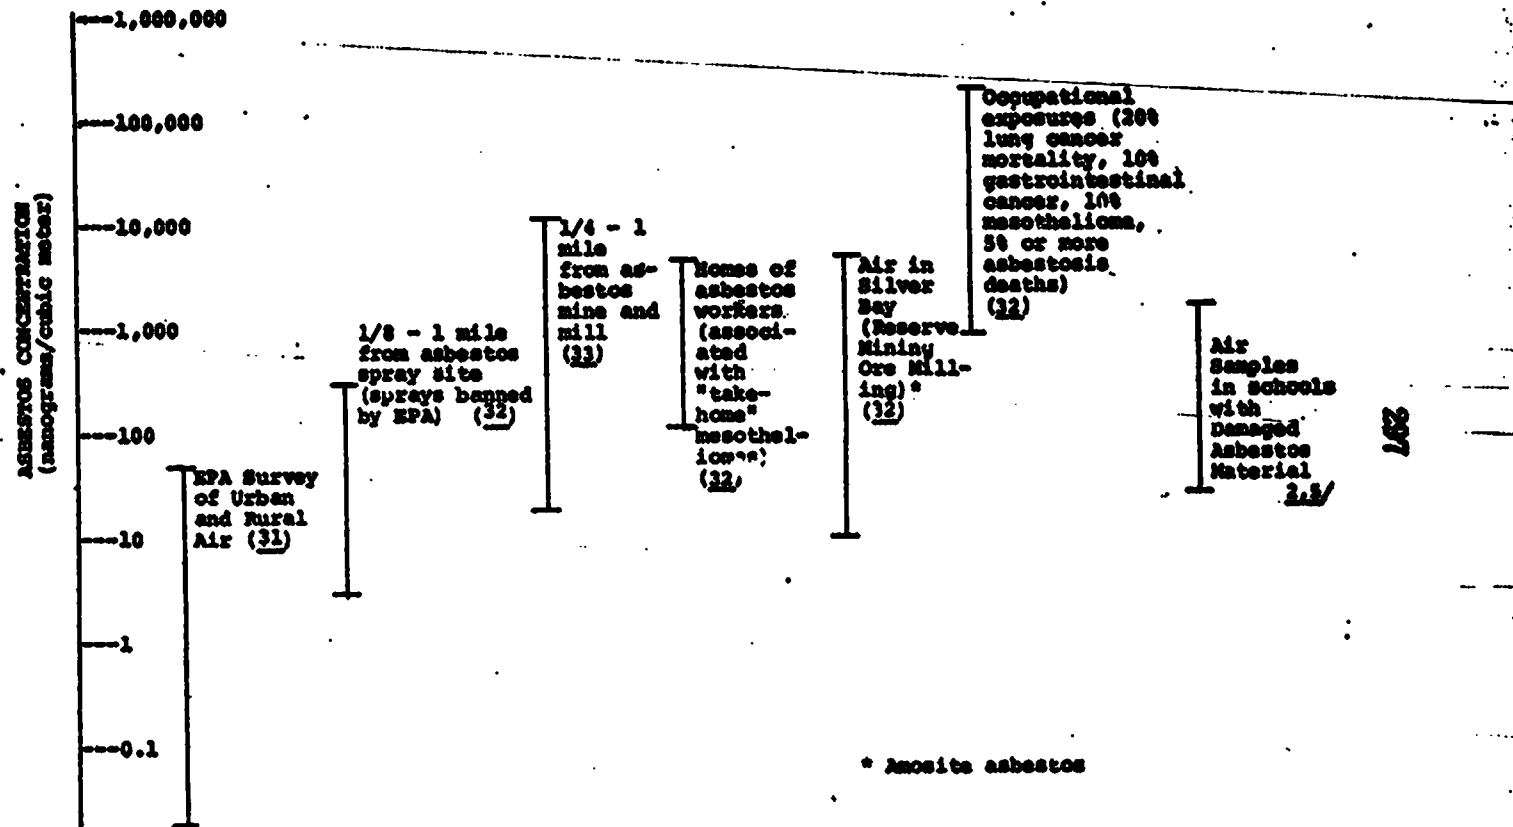 ASBESTOS CONCENTRATION
(nanograms/cubic meter)
---1,000,000
---100,000
---10,000
---1,000
---100
---10
---1
---0.1
EPA Survey
of Urban
and Rural
Air (31)
1/8 - 1 mile
from asbestos
spray site
(sprays banned
by EPA) (32)
1/4 - 1
mile
from as-
bestos
mine and
mill
(33)
Homes of
asbestos
workers
(associ-
ated
with
"take-
home"
mesothel-
iomas)
(32)
Air in
Silver
Bay
(Reserve
Mining
Ore Mill-
ing)*
(32)
Occupational
exposures (20%
lung cancer
mortality, 10%
gastrointestinal
cancer, 10%
mesothelioma,
5% or more
asbestosis
deaths)
(32)
Air
Samples
in schools
with
Damaged
Asbestos
Material
2,5/
* Amosite asbestos